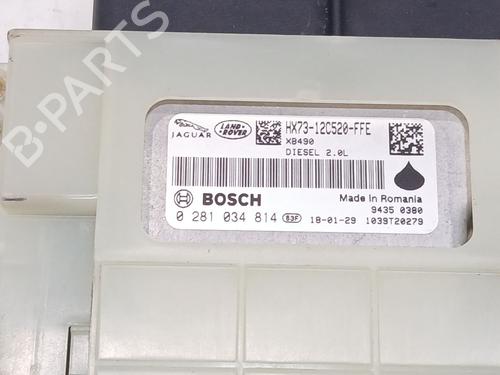 JAGUAR
LAND-
ROVER
HX73-12C520-FFE
X8490
DIESEL 2.0L
BOSCH
Made in Romania
9435 0380
0 281 034 814 S3F 18-01-29 1039T20279
B-Parts